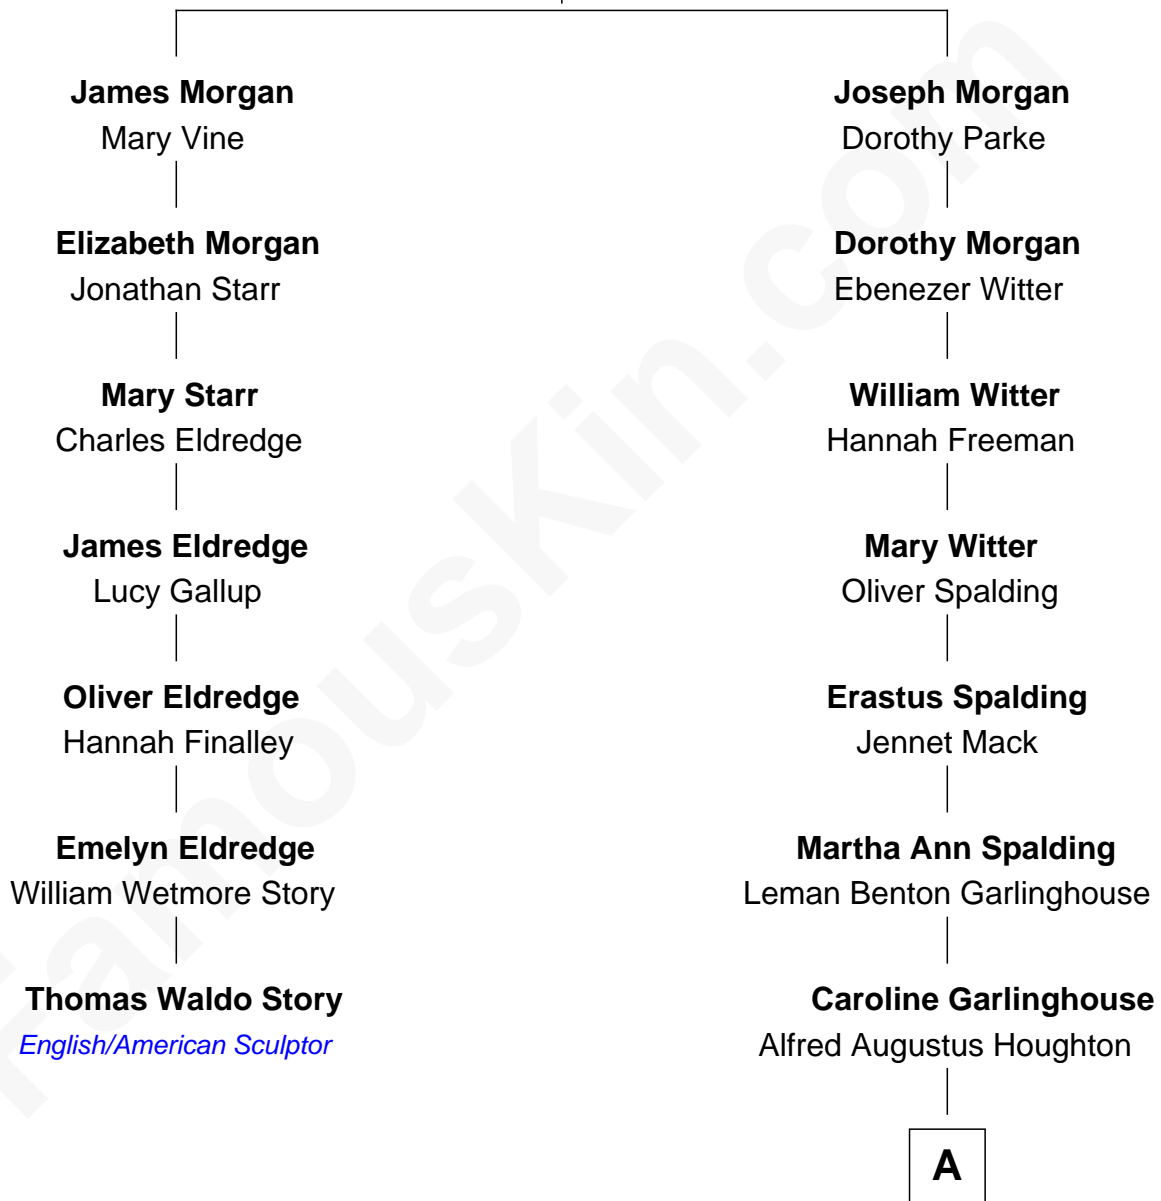 James Morgan
Mary Vine
Joseph Morgan
Dorothy Parke
Elizabeth Morgan
Jonathan Starr
Dorothy Morgan
Ebenezer Witter
Mary Starr
Charles Eldredge
William Witter
Hannah Freeman
James Eldredge
Lucy Gallup
Mary Witter
Oliver Spalding
Oliver Eldredge
Hannah Finalley
Erastus Spalding
Jennet Mack
Emelyn Eldredge
William Wetmore Story
Martha Ann Spalding
Leman Benton Garlinghouse
Thomas Waldo Story
English/American Sculptor
Caroline Garlinghouse
Alfred Augustus Houghton
A
FamousKin.com